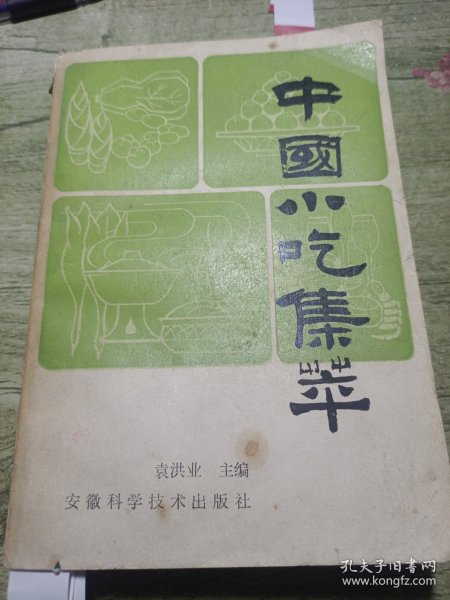 中國小吃集萃
袁洪业 主编
安徽科学技术出版社
孔夫子旧书网
www.kongfz.com